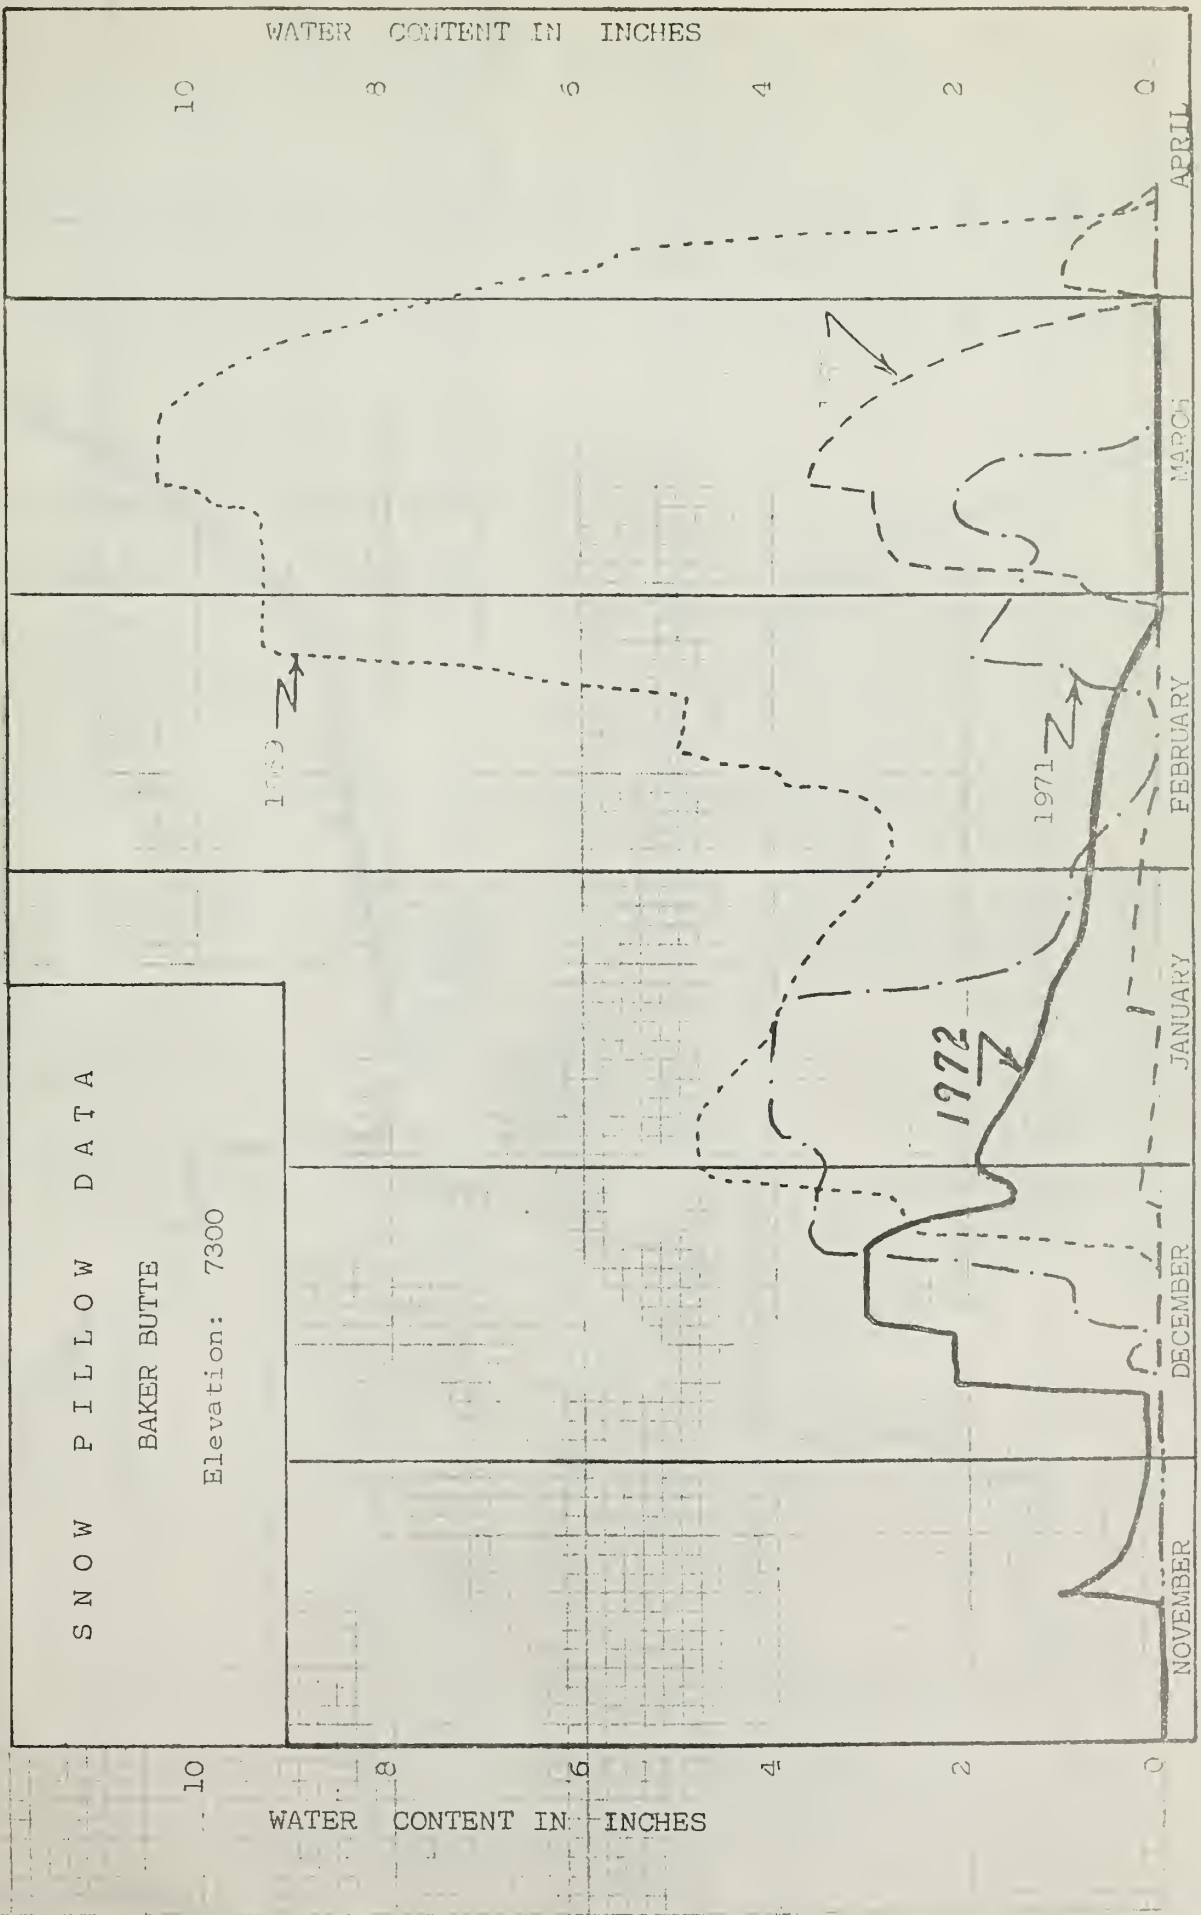 SNOW PILLOW DATA
BAKER BUTTE
Elevation: 7300
WATER CONTENT IN INCHES
10
8
6
4
2
0
WATER CONTENT IN INCHES
10
8
6
4
2
0
1972
1971
NOVEMBER
DECEMBER
JANUARY
FEBRUARY
MARCH
APRIL